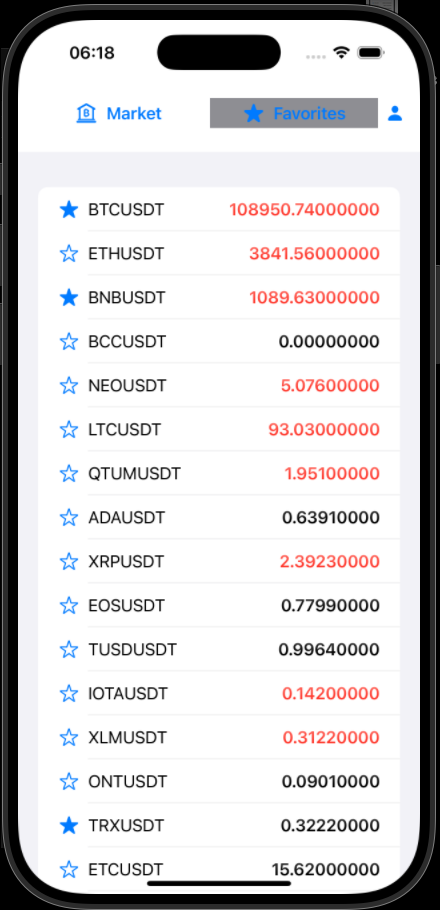 06:18
Market Favorites
BTCUSDT 108950.74000000
ETHUSDT 3841.56000000
BNBUSDT 1089.63000000
BCCUSDT 0.00000000
NEOUSDT 5.07600000
LTCUSDT 93.03000000
QTUMUSDT 1.95100000
ADAUSDT 0.63910000
XRPUSDT 2.39230000
EOSUSDT 0.77990000
TUSDUSDT 0.99640000
IOTAUSDT 0.14200000
XLMUSDT 0.31220000
ONTUSDT 0.09010000
TRXUSDT 0.32220000
ETCUSDT 15.62000000